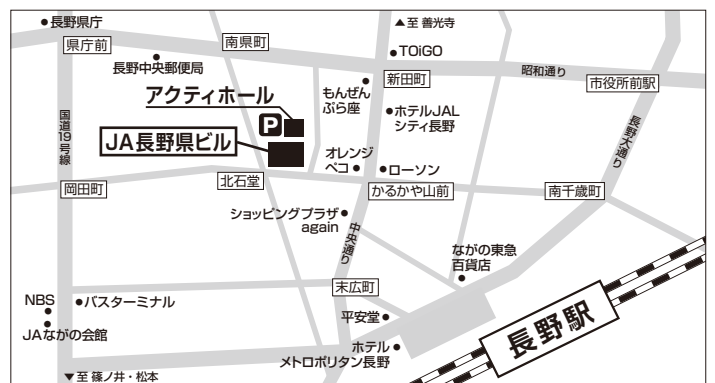 長野県庁
▲至 善光寺
県庁前
南県町
TOiGO
長野中央郵便局
新田町
昭和通り
市役所前駅
アクティホール
もんぜん
ぷら座
P
ホテルJAL
シティ長野
国道19号線
JA長野県ビル
長野大通り
オレンジ
ペコ
ローソン
岡田町
北石堂
かるかや山前
南千歳町
ショッピングプラザ
again
中央通り
ながの東急
百貨店
末広町
NBS
バスターミナル
平安堂
長野駅
JAながの会館
ホテル
メトロポリタン長野
▼至 篠ノ井・松本